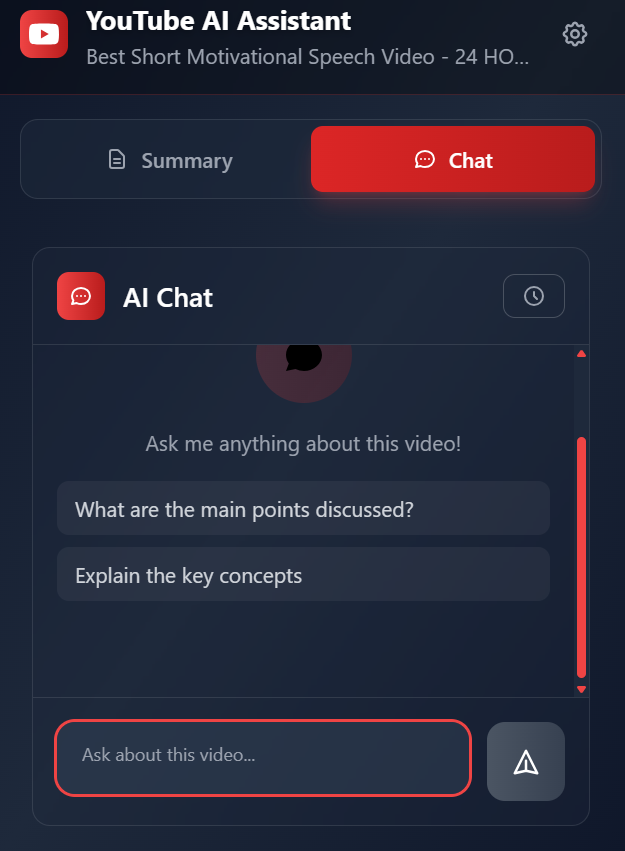 YouTube AI Assistant
Best Short Motivational Speech Video - 24 HO...
Summary
Chat
AI Chat
Ask me anything about this video!
What are the main points discussed?
Explain the key concepts
Ask about this video...